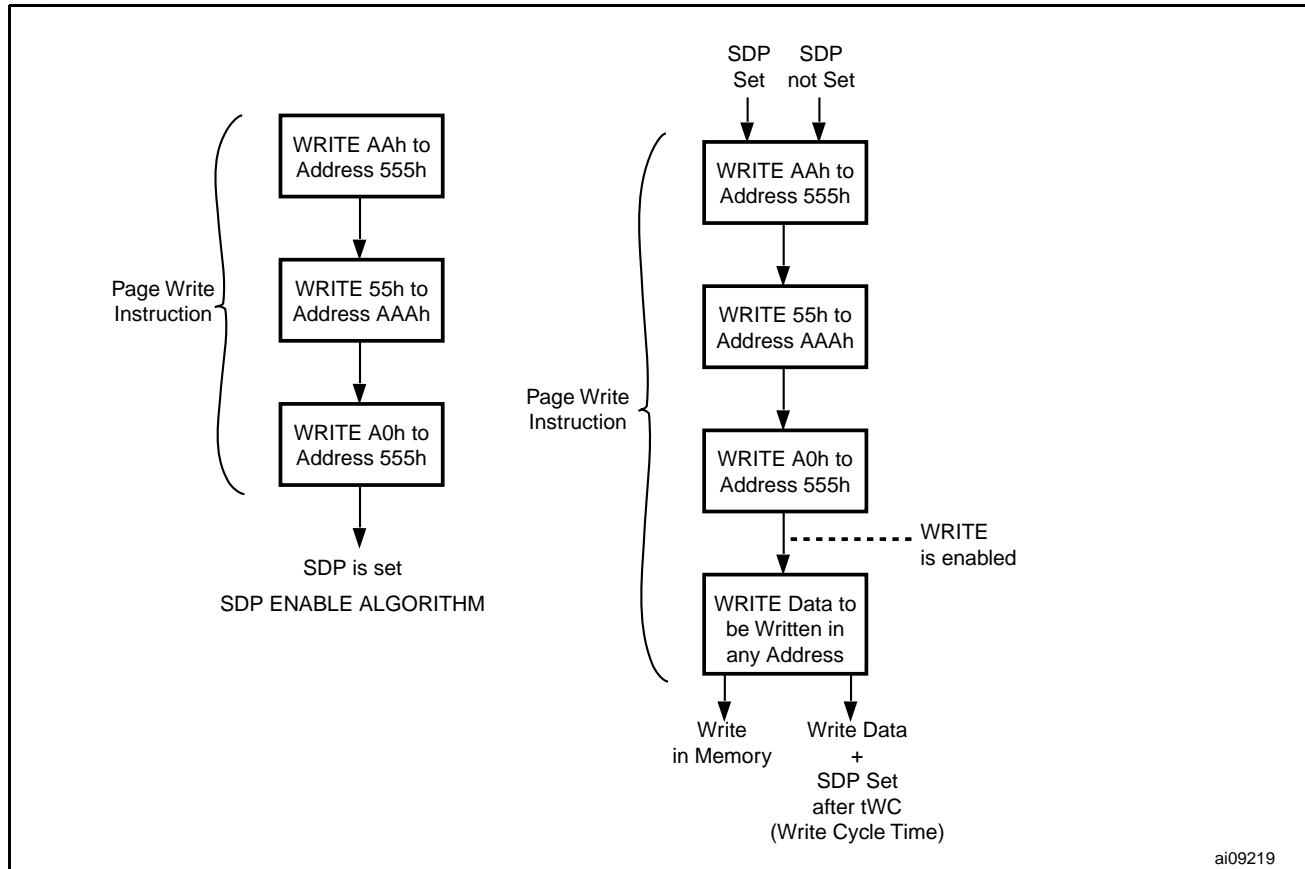 WRITE AAh to
Address 555h
Page Write
Instruction
WRITE 55h to
Address AAAh
WRITE A0h to
Address 555h
SDP is set
SDP ENABLE ALGORITHM
SDP
Set
SDP
not Set
WRITE AAh to
Address 555h
WRITE 55h to
Address AAAh
Page Write
Instruction
WRITE A0h to
Address 555h
WRITE
is enabled
WRITE Data to
be Written in
any Address
Write
in Memory
Write Data
+
SDP Set
after tWC
(Write Cycle Time)
ai09219